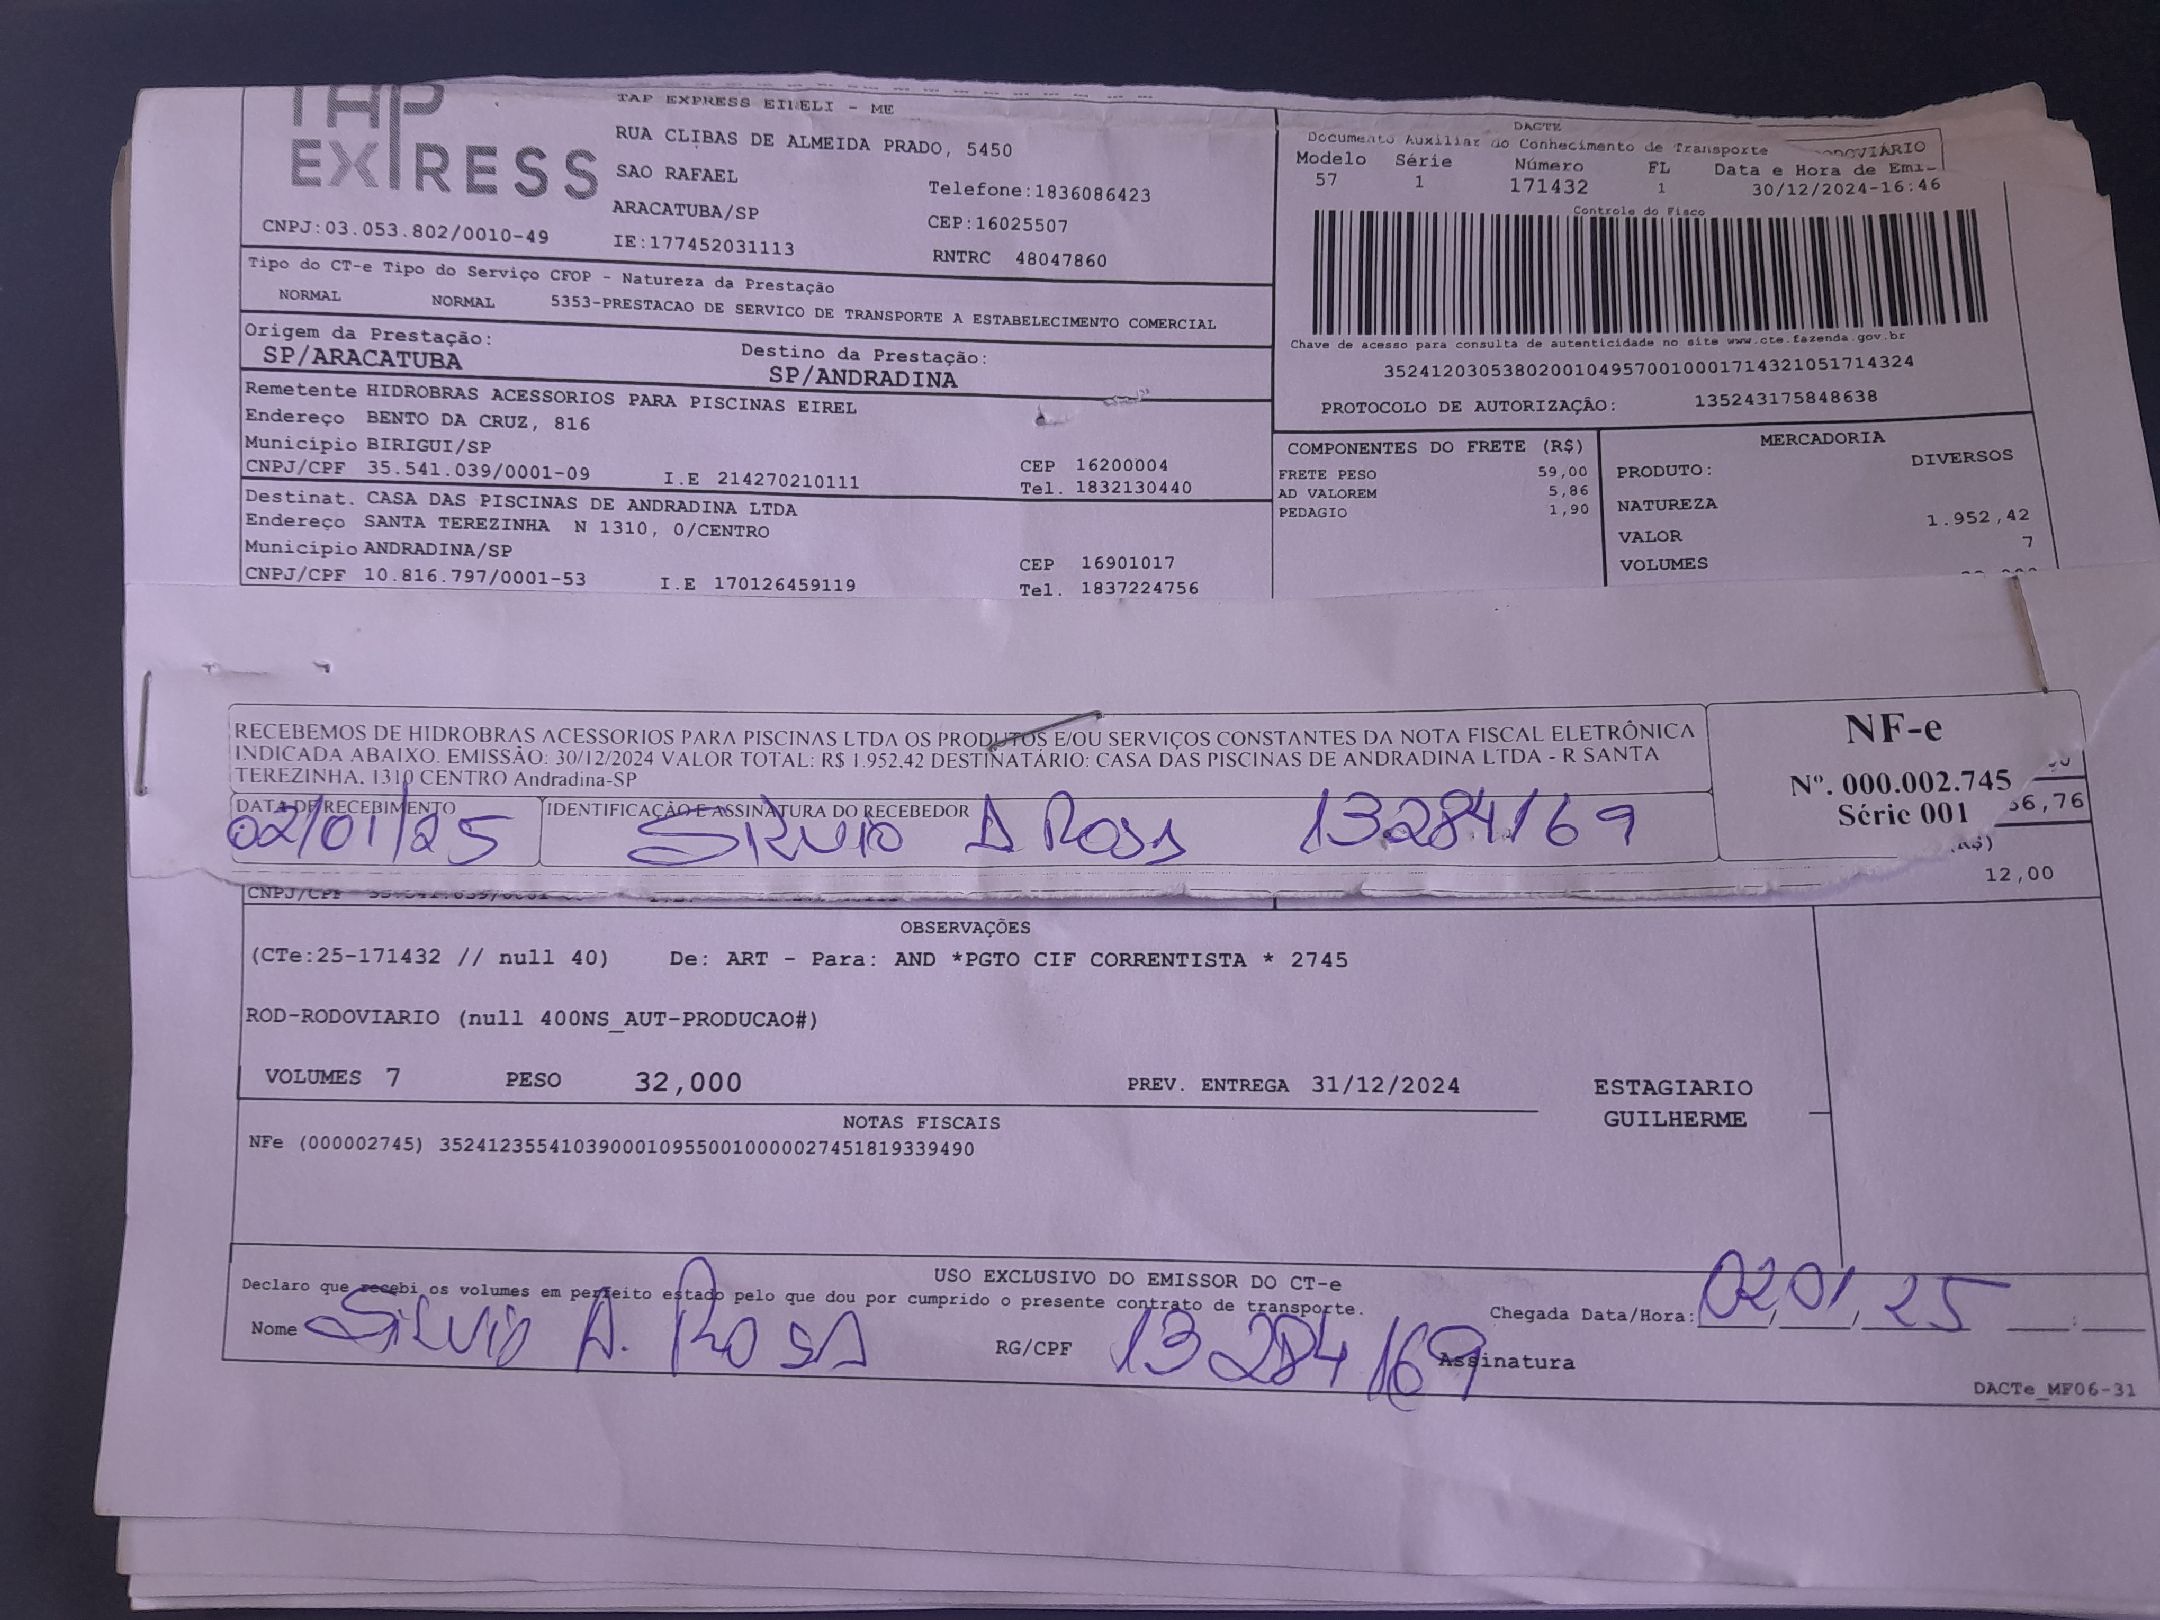 TAP
EXPRESS
TAP EXPRESS EIRELI - ME
RUA CLIBAS DE ALMEIDA PRADO, 5450
SAO RAFAEL
Telefone:1836086423
ARACATUBA/SP
CEP:16025507
CNPJ:03.053.802/0010-49
IE:177452031113
RNTRC 48047860
DACTE
Documento Auxiliar do Conhecimento de Transporte
RODOVIÁRIO
Modelo Série Número FL Data e Hora de Emi-
57 1 171432 1 30/12/2024-16:46
Controle do Fisco
Chave de acesso para consulta de autenticidade no site www.cte.fazenda.gov.br
35241203053802001049570010001714321051714324
PROTOCOLO DE AUTORIZAÇÃO: 135243175848638
Tipo do CT-e Tipo do Serviço CFOP - Natureza da Prestação
NORMAL NORMAL 5353-PRESTACAO DE SERVICO DE TRANSPORTE A ESTABELECIMENTO COMERCIAL
Origem da Prestação:
SP/ARACATUBA
Destino da Prestação:
SP/ANDRADINA
Remetente HIDROBRAS ACESSORIOS PARA PISCINAS EIREL
Endereço BENTO DA CRUZ, 816
Município BIRIGUI/SP
CEP 16200004
CNPJ/CPF 35.541.039/0001-09 I.E 214270210111
Tel. 1832130440
Destinat. CASA DAS PISCINAS DE ANDRADINA LTDA
Endereço SANTA TEREZINHA N 1310, 0/CENTRO
Município ANDRADINA/SP
CEP 16901017
CNPJ/CPF 10.816.797/0001-53 I.E 170126459119
Tel. 1837224756
COMPONENTES DO FRETE (R$)
FRETE PESO 59,00
AD VALOREM 5,86
PEDAGIO 1,90
MERCADORIA
PRODUTO: DIVERSOS
NATUREZA
VALOR 1.952,42
VOLUMES 7
RECEBEMOS DE HIDROBRAS ACESSORIOS PARA PISCINAS LTDA OS PRODUTOS E/OU SERVIÇOS CONSTANTES DA NOTA FISCAL ELETRÔNICA
INDICADA ABAIXO. EMISSÃO: 30/12/2024 VALOR TOTAL: R$ 1.952,42 DESTINATÁRIO: CASA DAS PISCINAS DE ANDRADINA LTDA - R SANTA
TEREZINHA, 1310 CENTRO Andradina-SP
DATA DE RECEBIMENTO
02/01/25
IDENTIFICAÇÃO E ASSINATURA DO RECEBEDOR
SILVIO A ROSA 13284169
NF-e
Nº. 000.002.745
Série 001
66,76
(R$)
12,00
CNPJ/CPF
OBSERVAÇÕES
(CTe:25-171432 // null 40) De: ART - Para: AND *PGTO CIF CORRENTISTA * 2745
ROD-RODOVIARIO (null 400NS_AUT-PRODUCAO#)
VOLUMES 7 PESO 32,000 PREV. ENTREGA 31/12/2024
ESTAGIARIO
GUILHERME
NOTAS FISCAIS
NFe (000002745) 35241235541039000109550010000027451819339490
USO EXCLUSIVO DO EMISSOR DO CT-e
Declaro que recebi os volumes em perfeito estado pelo que dou por cumprido o presente contrato de transporte.
Chegada Data/Hora: 02/01/25
Nome SILVIO A. ROSA RG/CPF 13284169 Assinatura
DACTe_MF06-31